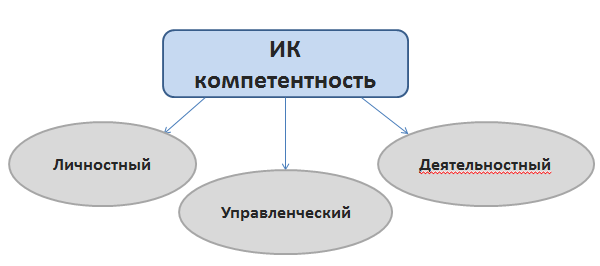 ИК
компетентность
Личностный
Деятельностный
Управленческий